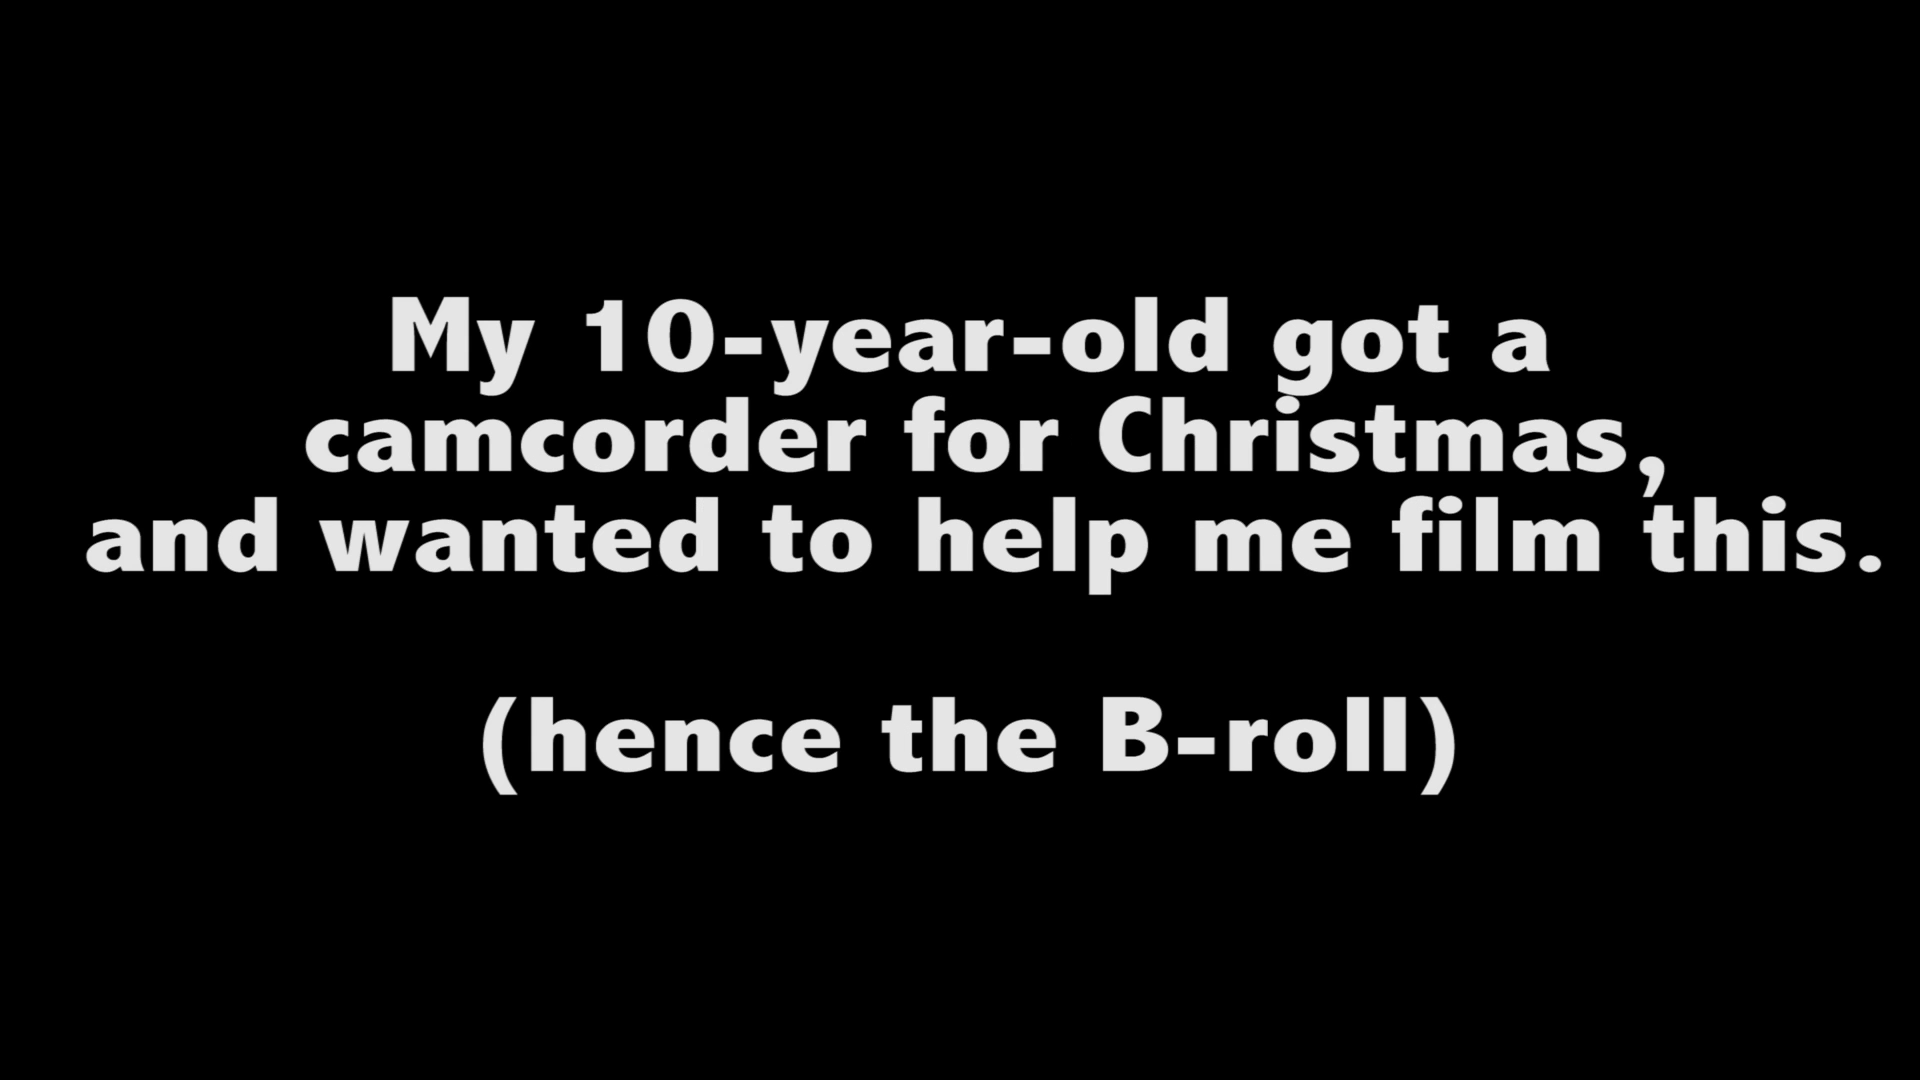 My 10-year-old got a
camcorder for Christmas,
and wanted to help me film this.
(hence the B-roll)